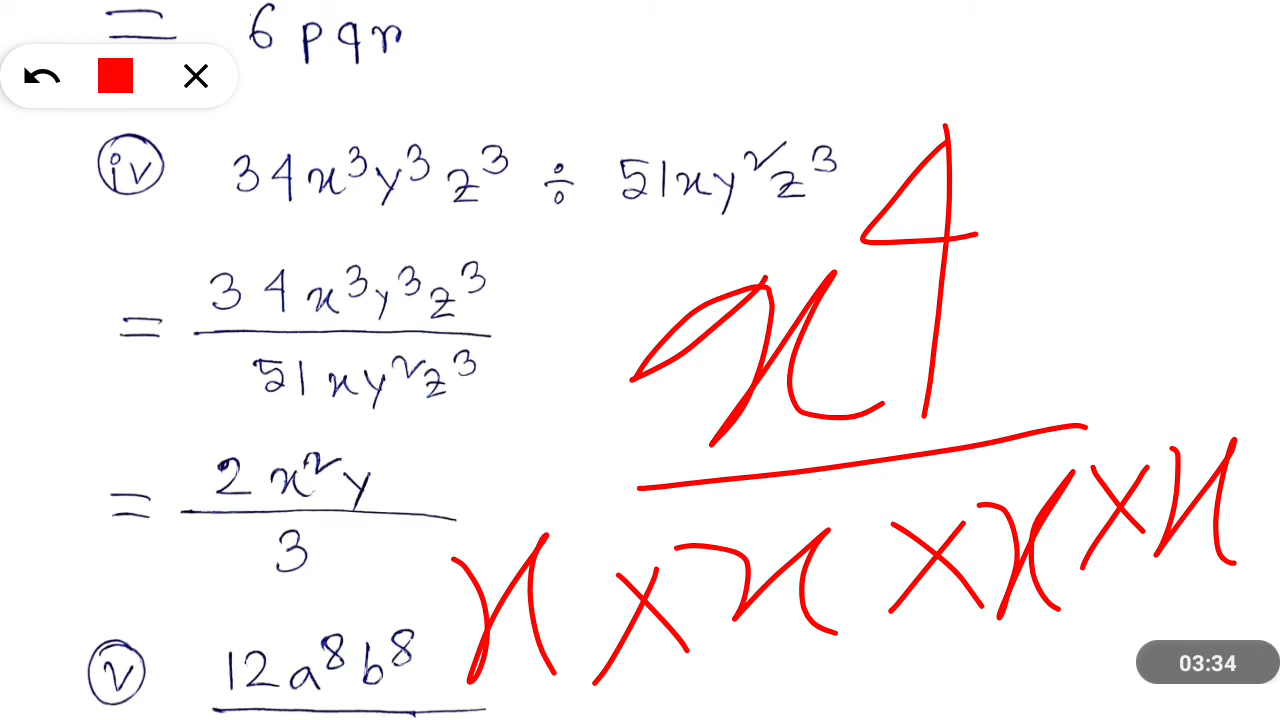 = 6pqr
(iv) 34x³y³z³ ÷ 51xy²z³
= 34x³y³z³
51xy²z³
= 2x²y
3
x⁴
x × x × x × x
(v) 12a⁸b⁸
03:34